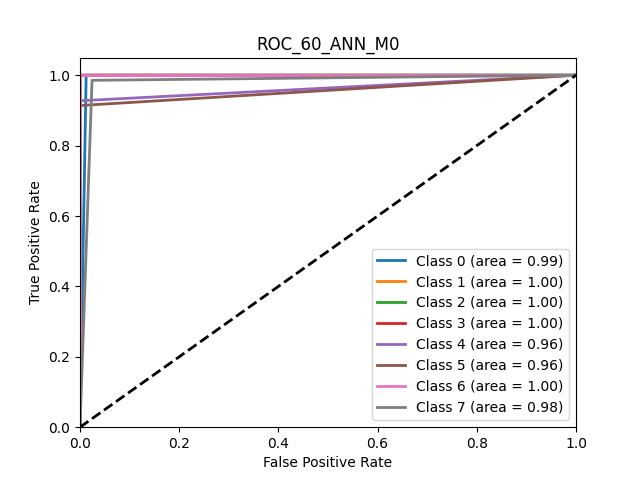 ROC_60_ANN_M0
True Positive Rate
1.0
0.8
0.6
0.4
0.2
0.0
Class 0 (area = 0.99)
Class 1 (area = 1.00)
Class 2 (area = 1.00)
Class 3 (area = 1.00)
Class 4 (area = 0.96)
Class 5 (area = 0.96)
Class 6 (area = 1.00)
Class 7 (area = 0.98)
0.0 0.2 0.4 0.6 0.8 1.0
False Positive Rate